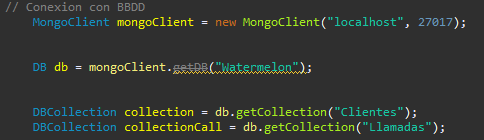 // Conexion con BBDD
MongoClient mongoClient = new MongoClient("localhost", 27017);
DB db = mongoClient.getDB("Watermelon");
DBCollection collection = db.getCollection("Clientes");
DBCollection collectionCall = db.getCollection("Llamadas");